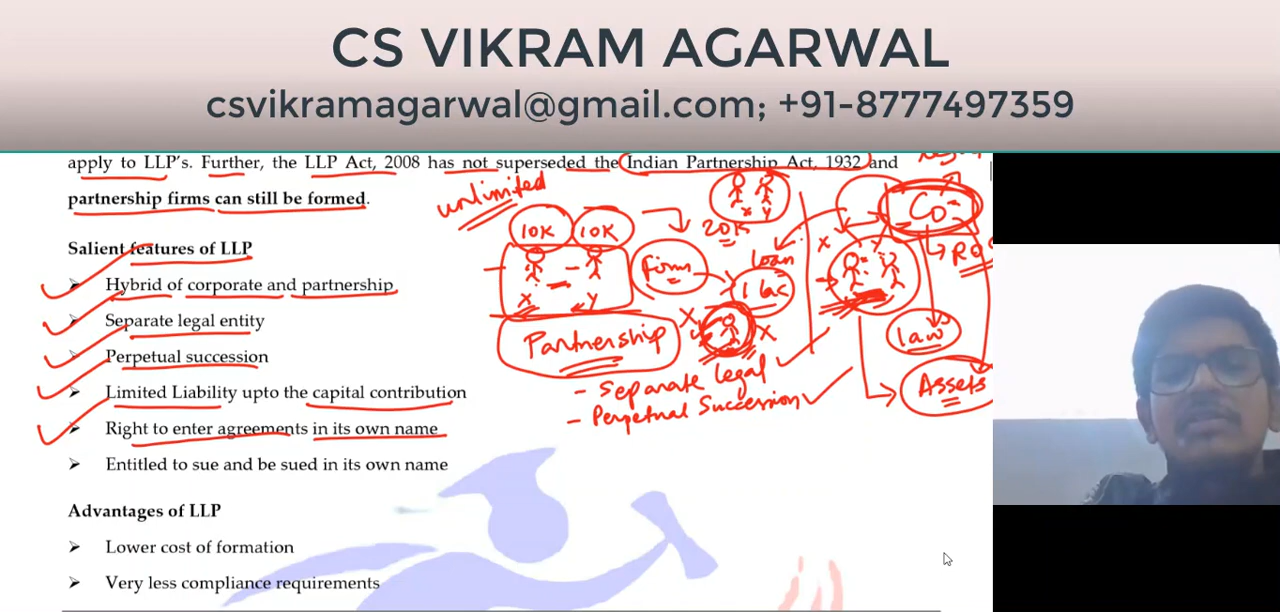 CS VIKRAM AGARWAL
csvikramagarwal@gmail.com; +91-8777497359
apply to LLP's. Further, the LLP Act, 2008 has not superseded the Indian Partnership Act, 1932 and
partnership firms can still be formed.
unlimited
Salient features of LLP
➤ Hybrid of corporate and partnership
➤ Separate legal entity
➤ Perpetual succession
➤ Limited Liability upto the capital contribution
➤ Right to enter agreements in its own name
➤ Entitled to sue and be sued in its own name
10K 10K
X Y
Firm
Partnership
X Y
20K
loan
1 lac
X X
- Separate legal
- Perpetual Succession
Co
X Y
law
Assets
Advantages of LLP
➤ Lower cost of formation
➤ Very less compliance requirements